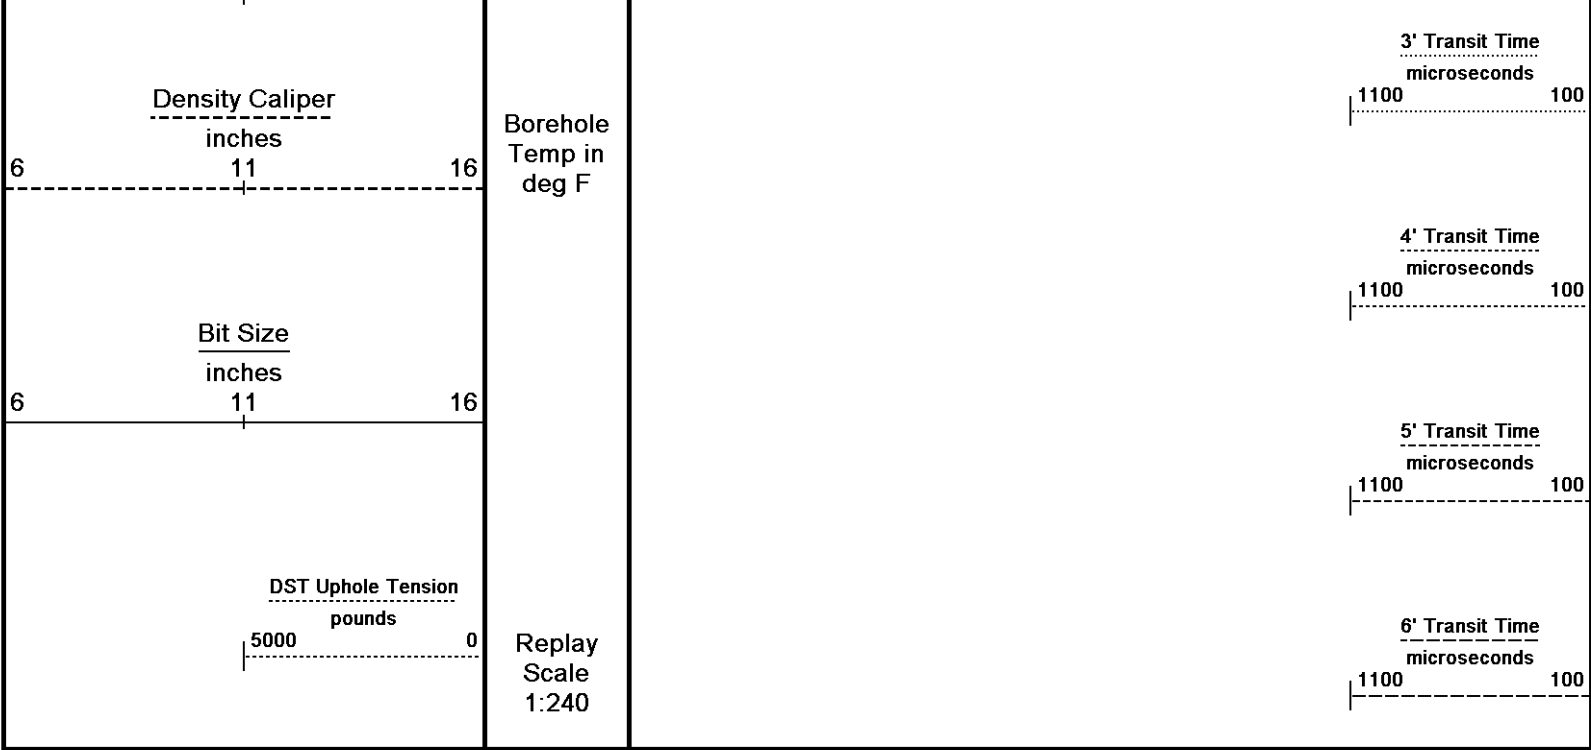 Density Caliper
inches
6 11 16
Bit Size
inches
6 11 16
DST Uphole Tension
pounds
5000 0
Borehole
Temp in
deg F
Replay
Scale
1:240
3' Transit Time
microseconds
1100 100
4' Transit Time
microseconds
1100 100
5' Transit Time
microseconds
1100 100
6' Transit Time
microseconds
1100 100